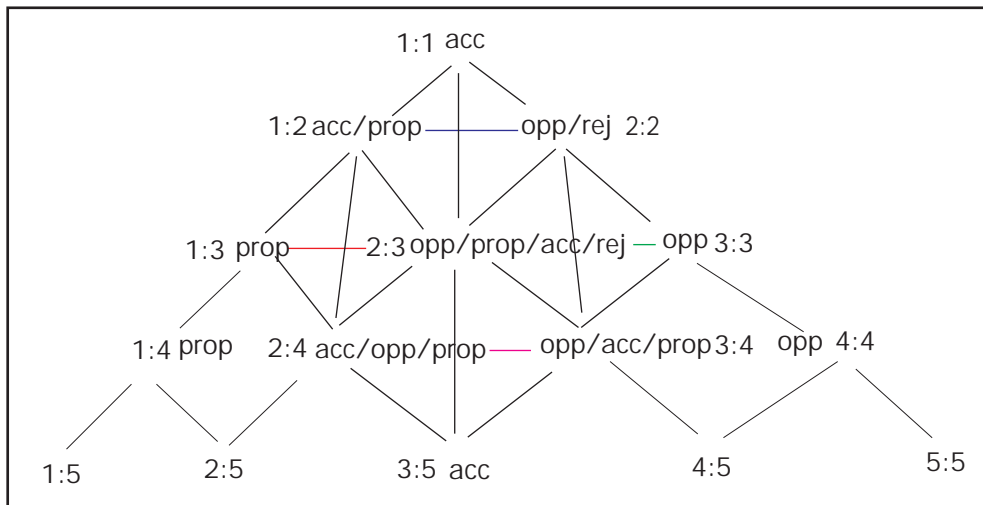 1:1 acc
1:2 acc/prop opp/rej 2:2
1:3 prop 2:3 opp/prop/acc/rej opp 3:3
1:4 prop 2:4 acc/opp/prop opp/acc/prop 3:4 opp 4:4
1:5 2:5 3:5 acc 4:5 5:5